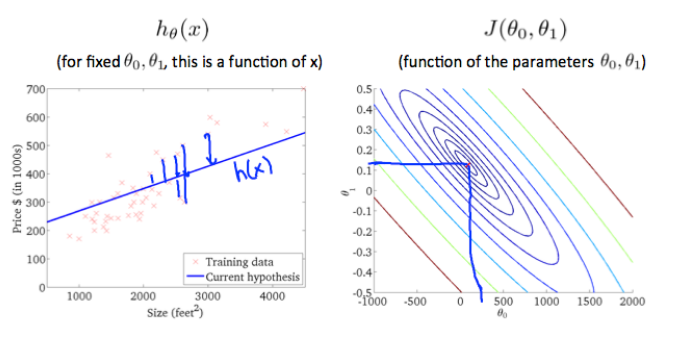 hθ(x)
(for fixed θ₀, θ₁, this is a function of x)
700
600
500
400
300
200
100
0
Price $ (in 1000s)
1000
2000
3000
4000
Size (feet²)
h(x)
Training data
Current hypothesis
J(θ₀, θ₁)
(function of the parameters θ₀, θ₁)
0.5
0.4
0.3
0.2
0.1
0
-0.1
-0.2
-0.3
-0.4
-0.5
θ₁
-1000
-500
0
500
1000
1500
2000
θ₀